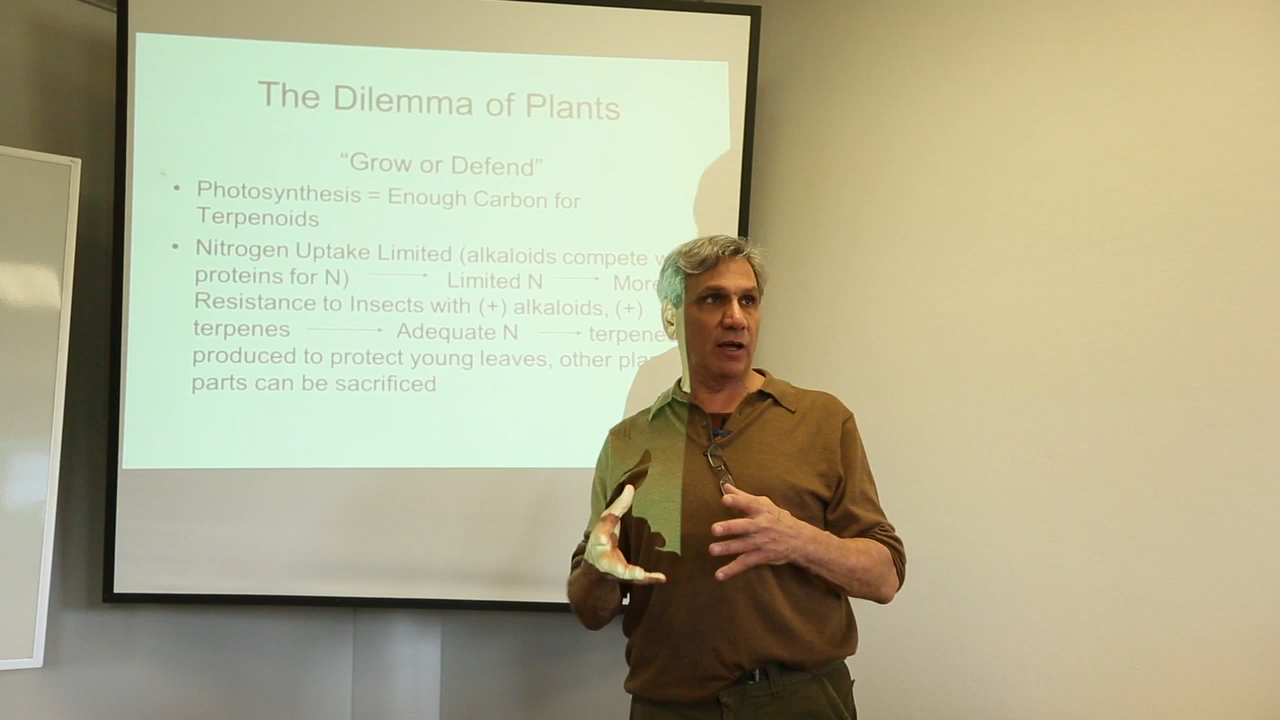 The Dilemma of Plants
“Grow or Defend”
• Photosynthesis = Enough Carbon for
Terpenoids
• Nitrogen Uptake Limited (alkaloids compete
proteins for N) → Limited N → More
Resistance to Insects with (+) alkaloids, (+)
terpenes → Adequate N → terpene
produced to protect young leaves, other
parts can be sacrificed